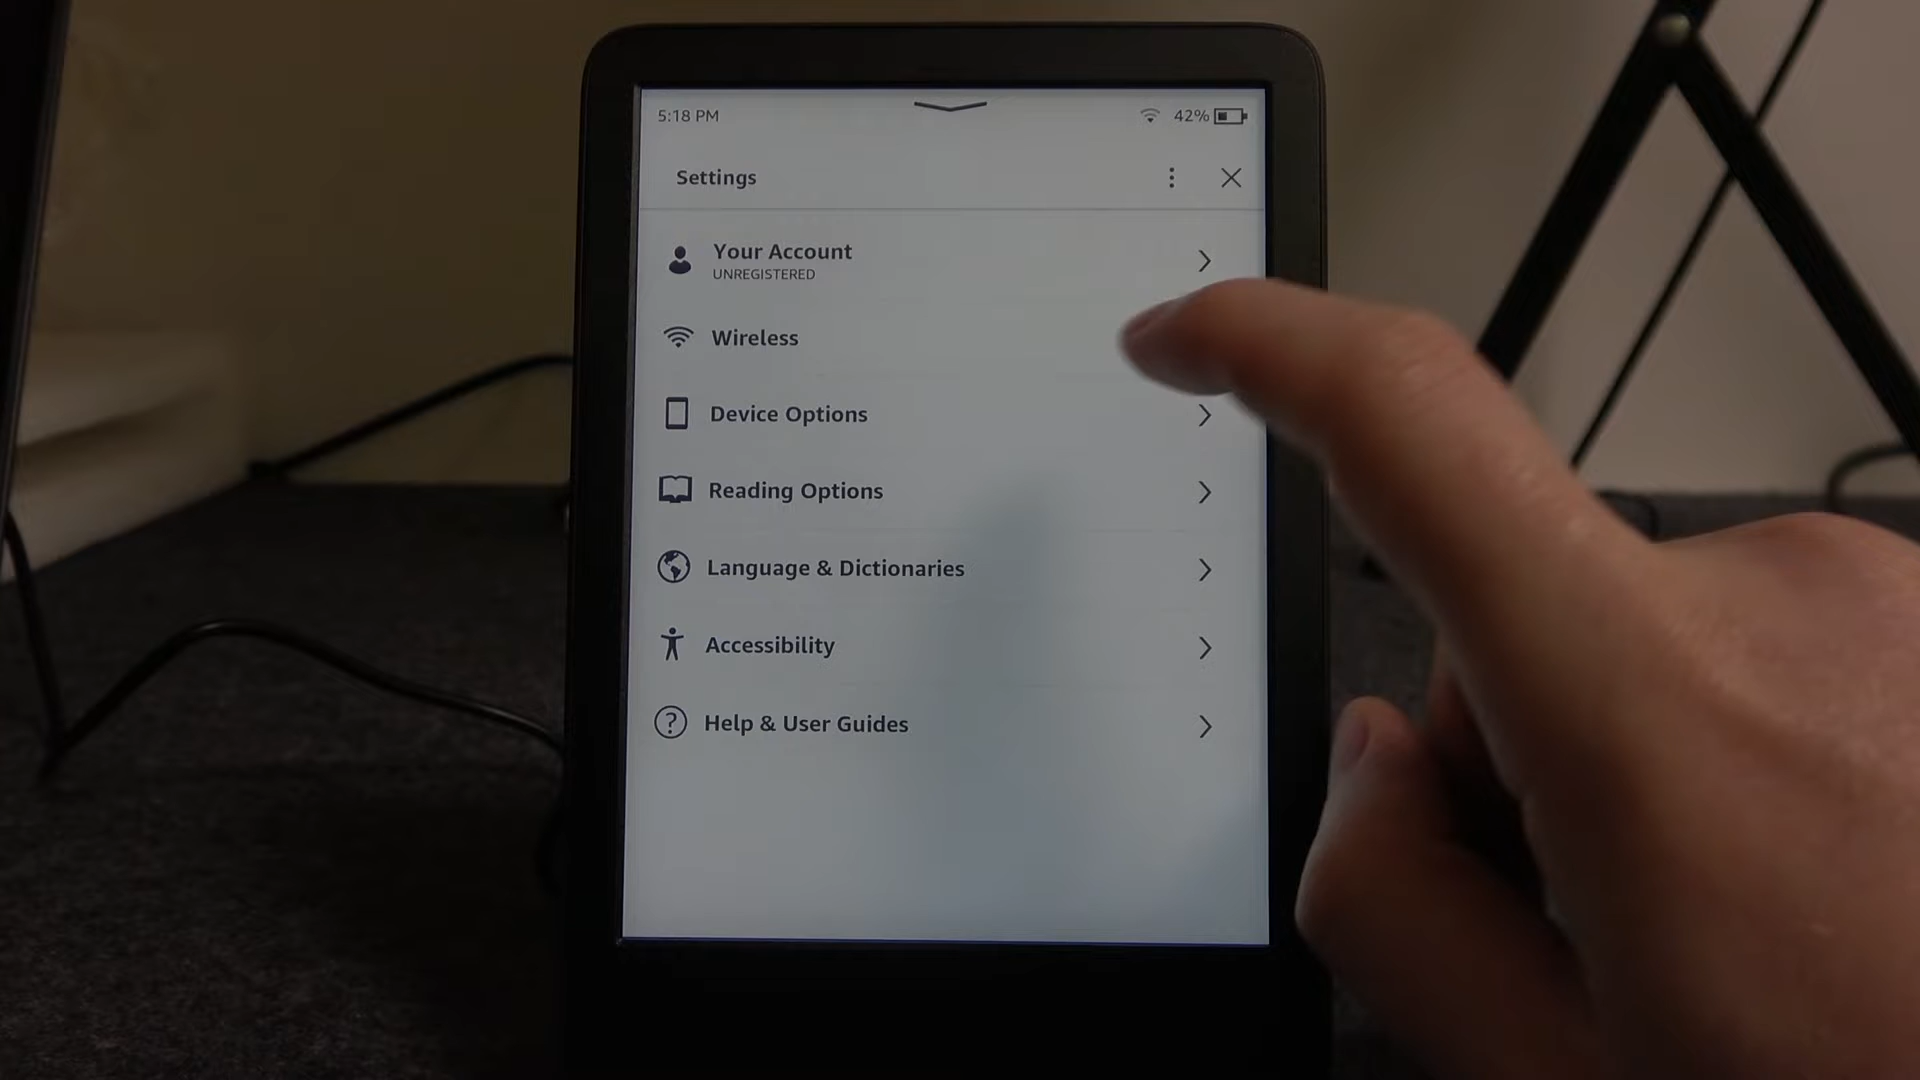 5:18 PM
42%
Settings
Your Account
UNREGISTERED
Wireless
Device Options
Reading Options
Language & Dictionaries
Accessibility
Help & User Guides